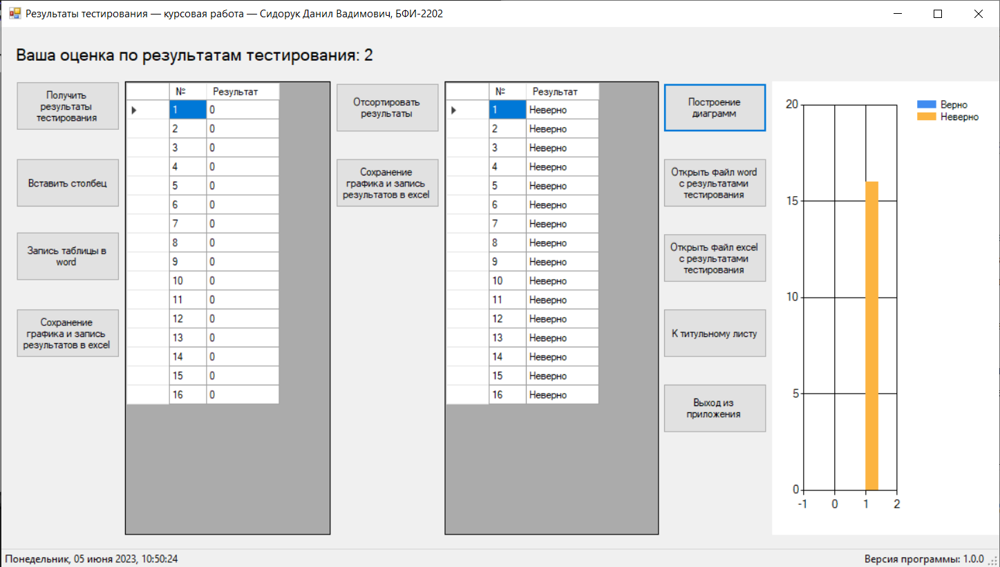 Результаты тестирования — курсовая работа — Сидорук Данил Вадимович, БФИ-2202
Ваша оценка по результатам тестирования: 2
Получить
результаты
тестирования
Вставить столбец
Запись таблицы в
word
Сохранение
графика и запись
результатов в excel
№ Результат
1 0
2 0
3 0
4 0
5 0
6 0
7 0
8 0
9 0
10 0
11 0
12 0
13 0
14 0
15 0
16 0
Отсортировать
результаты
Сохранение
графика и запись
результатов в excel
№ Результат
1 Неверно
2 Неверно
3 Неверно
4 Неверно
5 Неверно
6 Неверно
7 Неверно
8 Неверно
9 Неверно
10 Неверно
11 Неверно
12 Неверно
13 Неверно
14 Неверно
15 Неверно
16 Неверно
Построение
диаграмм
Открыть файл word
с результатами
тестирования
Открыть файл excel
с результатами
тестирования
К титульному листу
Выход из
приложения
20
15
10
5
0
-1 0 1 2
Верно
Неверно
Понедельник, 05 июня 2023, 10:50:24
Версия программы: 1.0.0